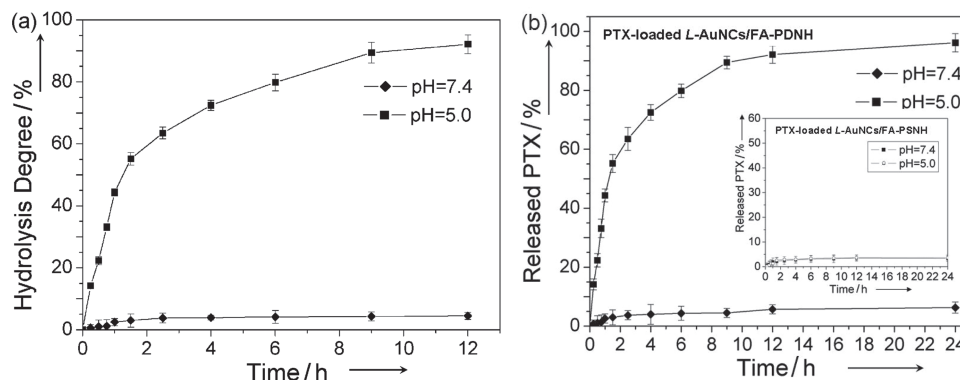 (a)
Hydrolysis Degree / %
100
80
60
40
20
0
pH=7.4
pH=5.0
0 2 4 6 8 10 12
Time / h
(b)
PTX-loaded L-AuNCs/FA-PDNH
Released PTX / %
100
80
60
40
20
0
pH=7.4
pH=5.0
0 2 4 6 8 10 12 14 16 18 20 22 24
Time / h
PTX-loaded L-AuNCs/FA-PSNH
Released PTX / %
60
50
40
30
20
10
0
pH=7.4
pH=5.0
0 2 4 6 8 10 12 14 16 18 20 22 24
Time / h